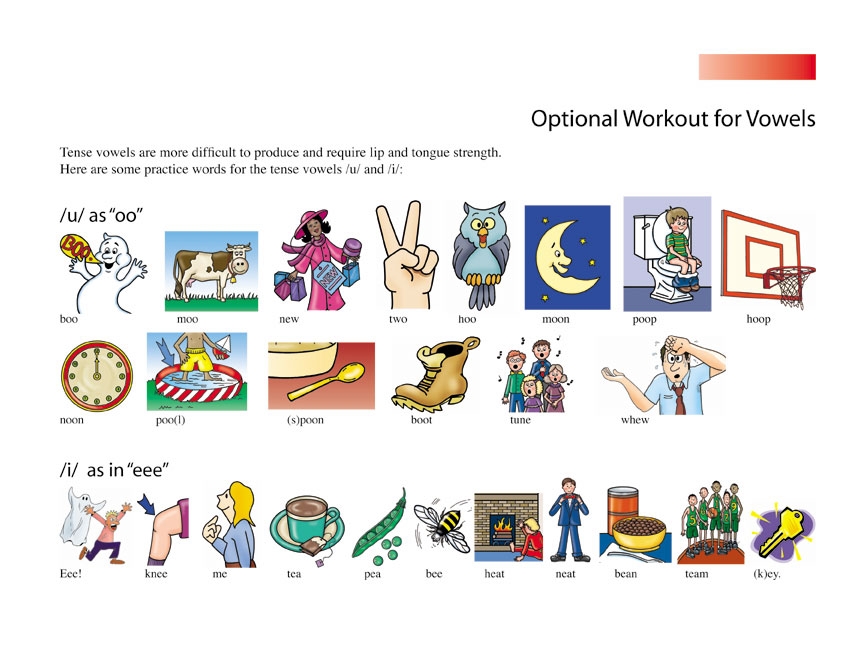 Optional Workout for Vowels
Tense vowels are more difficult to produce and require lip and tongue strength.
Here are some practice words for the tense vowels /u/ and /i/:
/u/ as "oo"
BOO
boo moo new two hoo moon poop hoop
noon poo(l) (s)poon boot tune whew
/i/ as in "eee"
Eee! knee me tea pea bee heat neat bean team (k)ey.